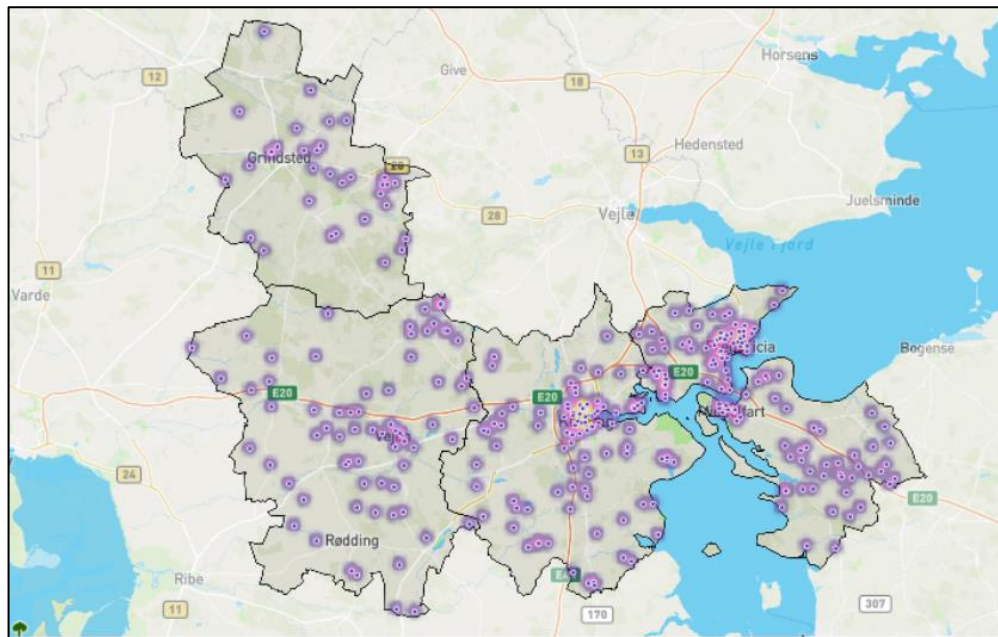 Horsens
Give
12
18
Hedensted
13
Grindsted
28
Juelsminde
28
Vejle
Vejle Fjord
11
Varde
Bogense
E20
E20
E20
24
E20
Rødding
Ribe
11
170
307